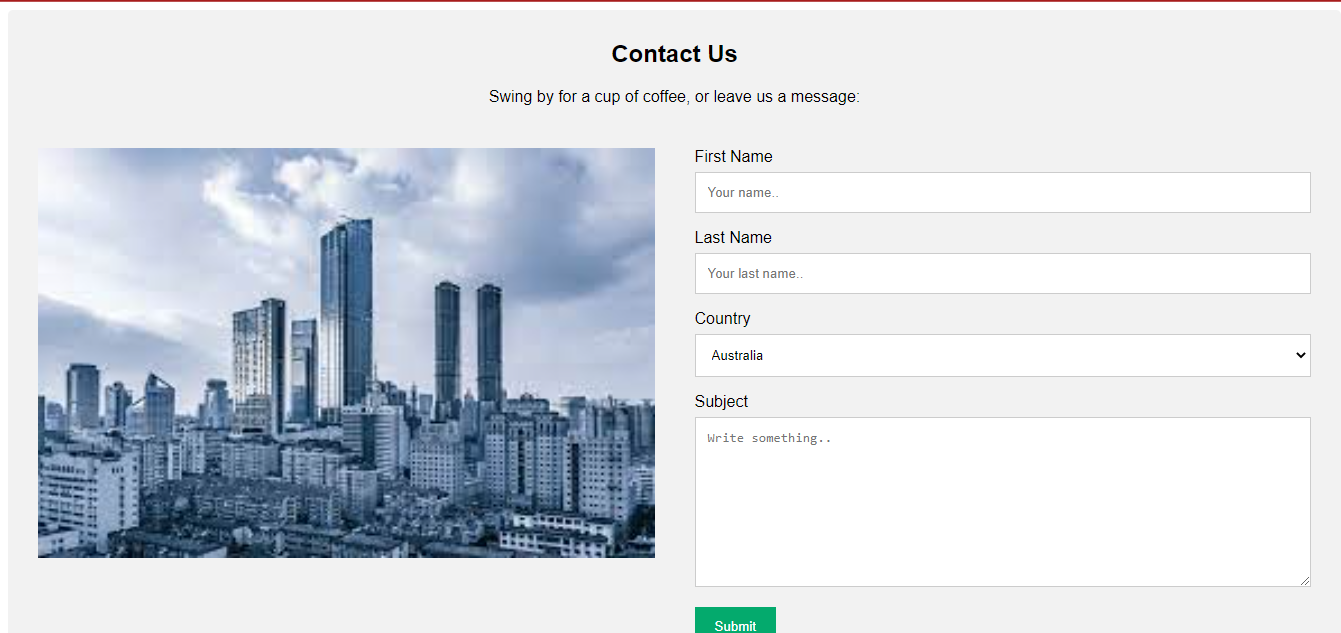 Contact Us
Swing by for a cup of coffee, or leave us a message:
First Name
Your name..
Last Name
Your last name..
Country
Australia
Subject
Write something..
Submit